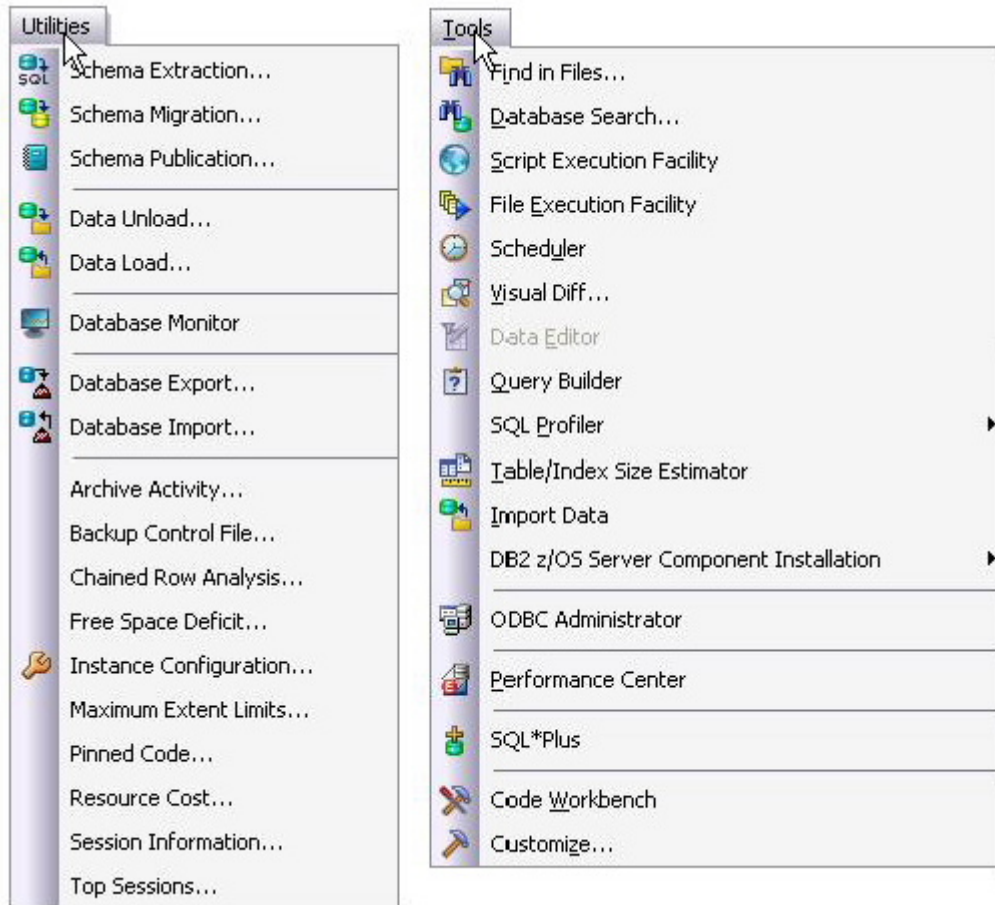 Utilities
Schema Extraction...
Schema Migration...
Schema Publication...
Data Unload...
Data Load...
Database Monitor
Database Export...
Database Import...
Archive Activity...
Backup Control File...
Chained Row Analysis...
Free Space Deficit...
Instance Configuration...
Maximum Extent Limits...
Pinned Code...
Resource Cost...
Session Information...
Top Sessions...
Tools
Find in Files...
Database Search...
Script Execution Facility
File Execution Facility
Scheduler
Visual Diff...
Data Editor
Query Builder
SQL Profiler
Table/Index Size Estimator
Import Data
DB2 z/OS Server Component Installation
ODBC Administrator
Performance Center
SQL*Plus
Code Workbench
Customize...